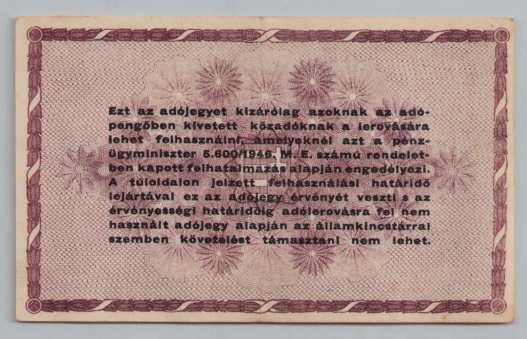 Ezt az adójegyet kizárólag azoknak az adó-
pengőben kivetett közadóknak a lerovására
lehet felhasználni, amelyeknél azt a pénz-
ügyminiszter 5.600/1946. M. E. számú rendelet-
ben kapott felhatalmazás alapján engedélyezi.
A túloldalon jelzett felhasználási határidő
lejártával ez az adójegy érvényét veszti s az
érvényességi határidőig adólerovásra fel nem
használt adójegy alapján az államkincstárral
szemben követelést támasztani nem lehet.